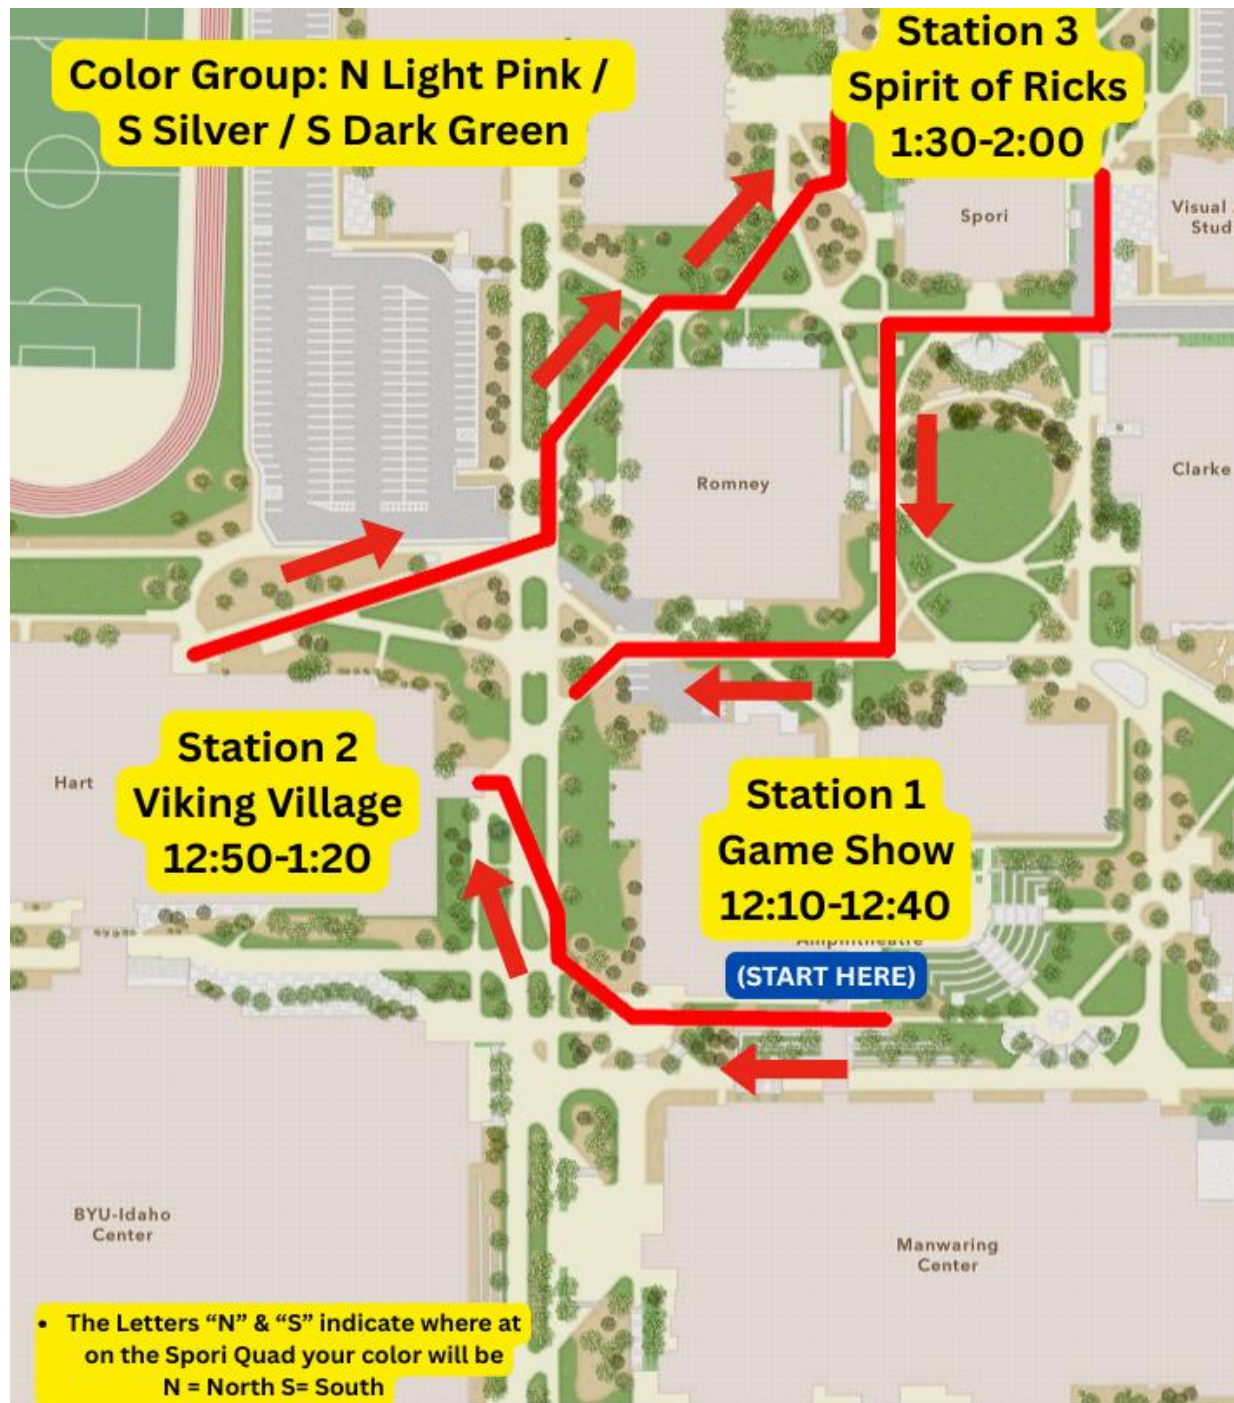 Station 3
Spirit of Ricks
1:30-2:00
Color Group: N Light Pink /
S Silver / S Dark Green
Spori
Visual
Stud
Romney
Clarke
Station 2
Viking Village
12:50-1:20
Hart
Station 1
Game Show
12:10-12:40
Amphitheatre
(START HERE)
BYU-Idaho
Center
Manwaring
Center
• The Letters “N” & “S” indicate where at
on the Spori Quad your color will be
N = North S= South